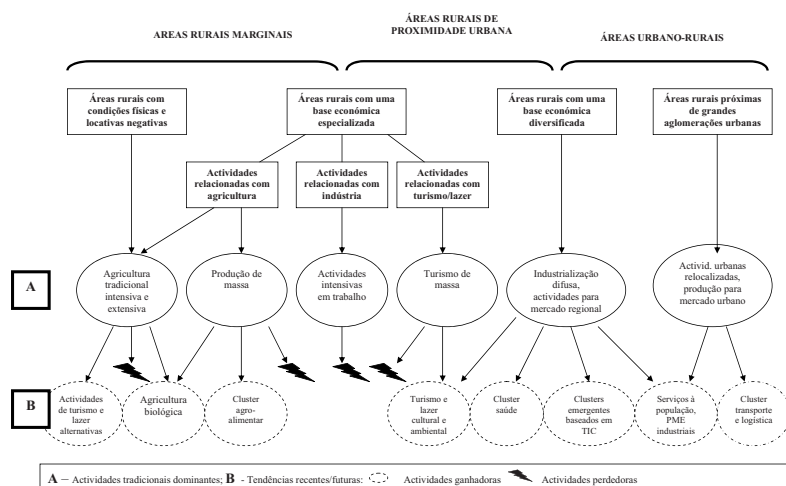 AREAS RURAIS MARGINAIS
ÁREAS RURAIS DE
PROXIMIDADE URBANA
ÁREAS URBANO-RURAIS
Áreas rurais com
condições físicas e
locativas negativas
Áreas rurais com uma
base económica
especializada
Áreas rurais com uma
base económica
diversificada
Áreas rurais próximas
de grandes
aglomerações urbanas
Actividades
relacionadas com
agricultura
Actividades
relacionadas com
indústria
Actividades
relacionadas com
turismo/lazer
A
Agricultura
tradicional
intensiva e
extensiva
Produção de
massa
Actividades
intensivas
em trabalho
Turismo de
massa
Industrialização
difusa,
actividades para
mercado regional
Activid. urbanas
relocalizadas,
produção para
mercado urbano
B
Actividades
de turismo e
lazer
alternativas
Agricultura
biológica
Cluster
agro-
alimentar
Turismo e
lazer
cultural e
ambiental
Cluster
saúde
Clusters
emergentes
baseados em
TIC
Serviços à
população,
PME
industriais
Cluster
transporte
e logística
A – Actividades tradicionais dominantes; B - Tendências recentes/futuras: Actividades ganhadoras Actividades perdedoras